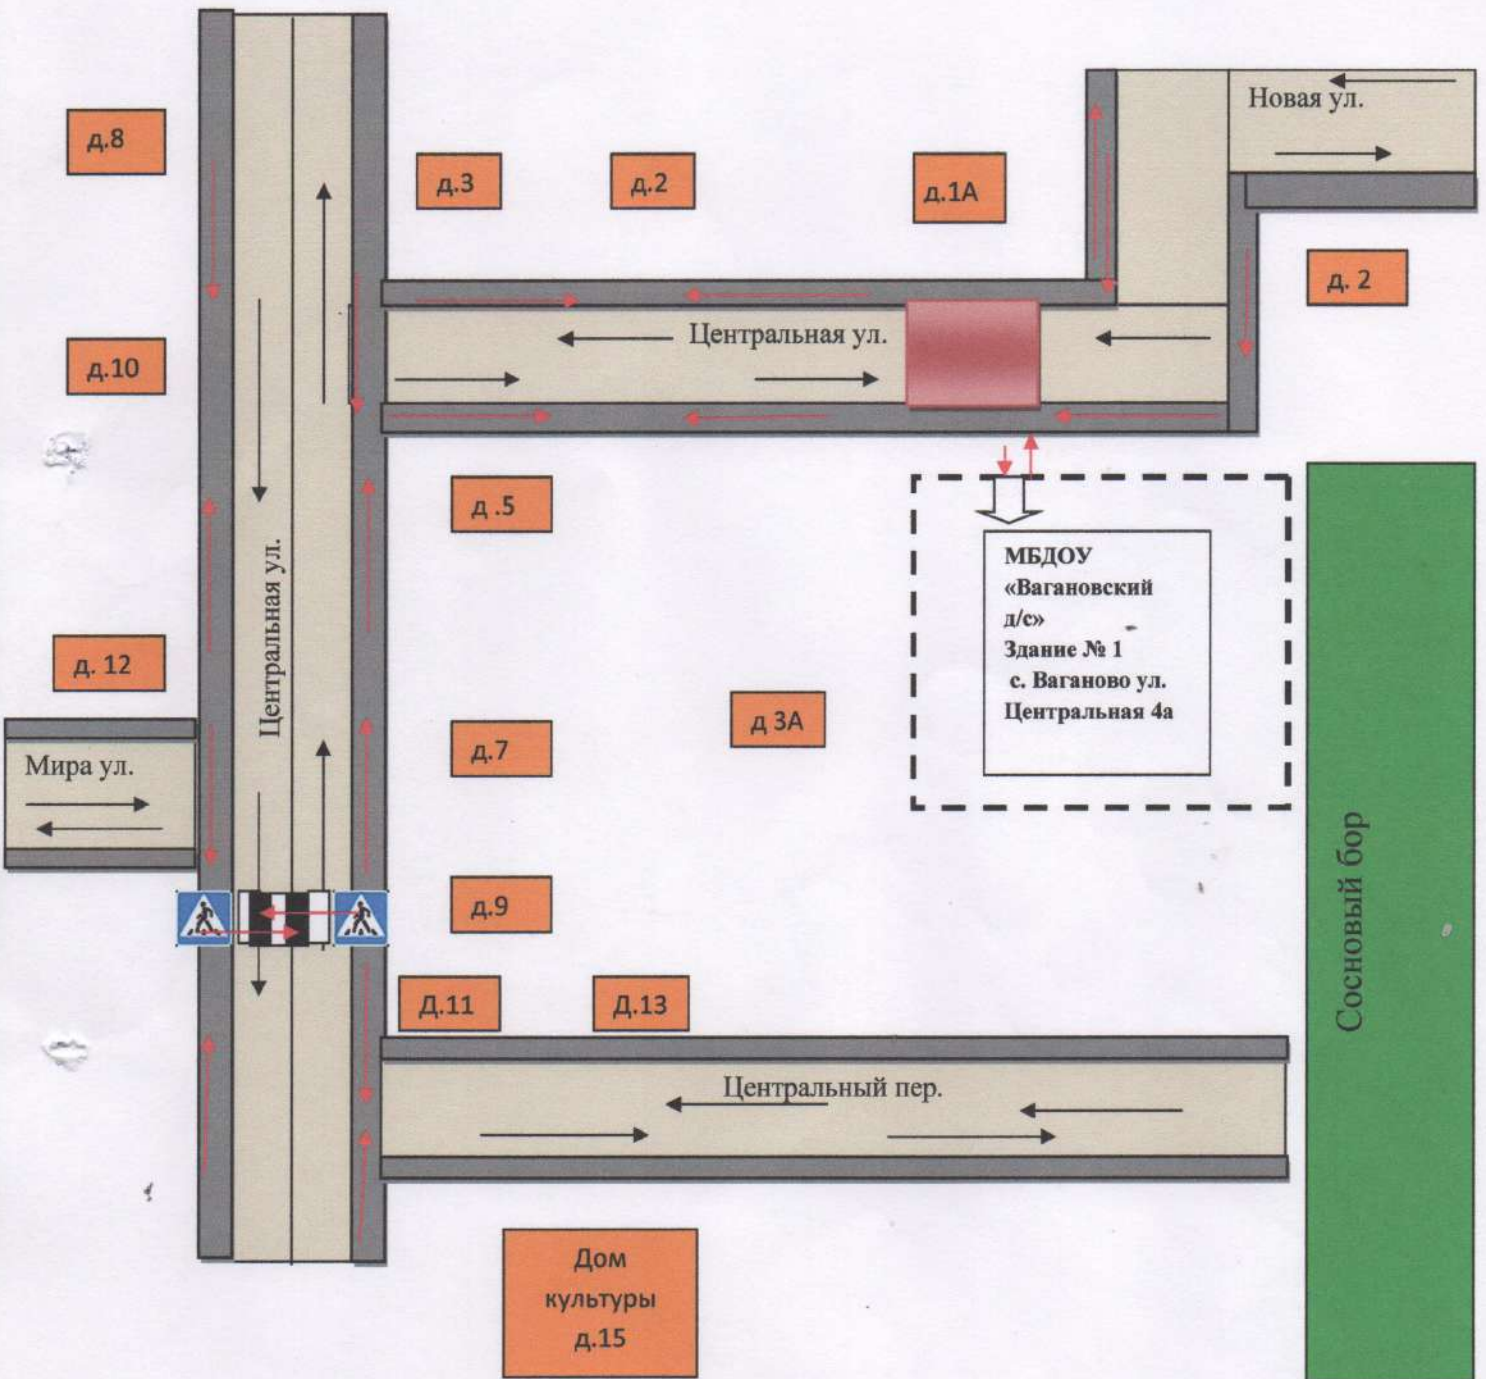 Новая ул.
д.8
д.3
д.2
д.1А
д. 2
Центральная ул.
д.10
д .5
МБДОУ
«Вагановский
д/с»
Здание № 1
с. Ваганово ул.
Центральная 4а
Центральная ул.
д. 12
д 3А
д.7
Мира ул.
Сосновый бор
д.9
Д.11
Д.13
Центральный пер.
Дом
культуры
д.15